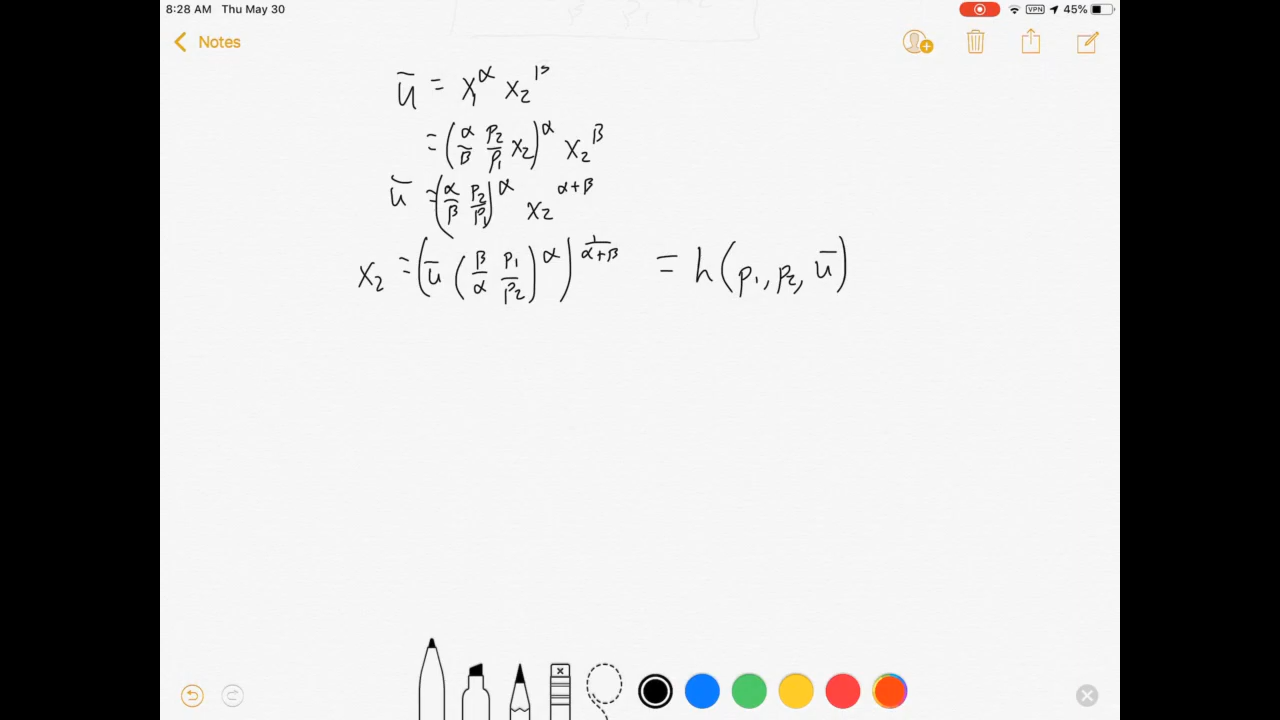 8:28 AM Thu May 30
VPN 45%
Notes
ū = x₁^α x₂^β
= (α/β p₂/p₁ x₂)^α x₂^β
ū = (α/β p₂/p₁)^α x₂^(α+β)
x₂ = (ū (β/α p₁/p₂)^α)^(1/(α+β)) = h(p₁, p₂, ū)